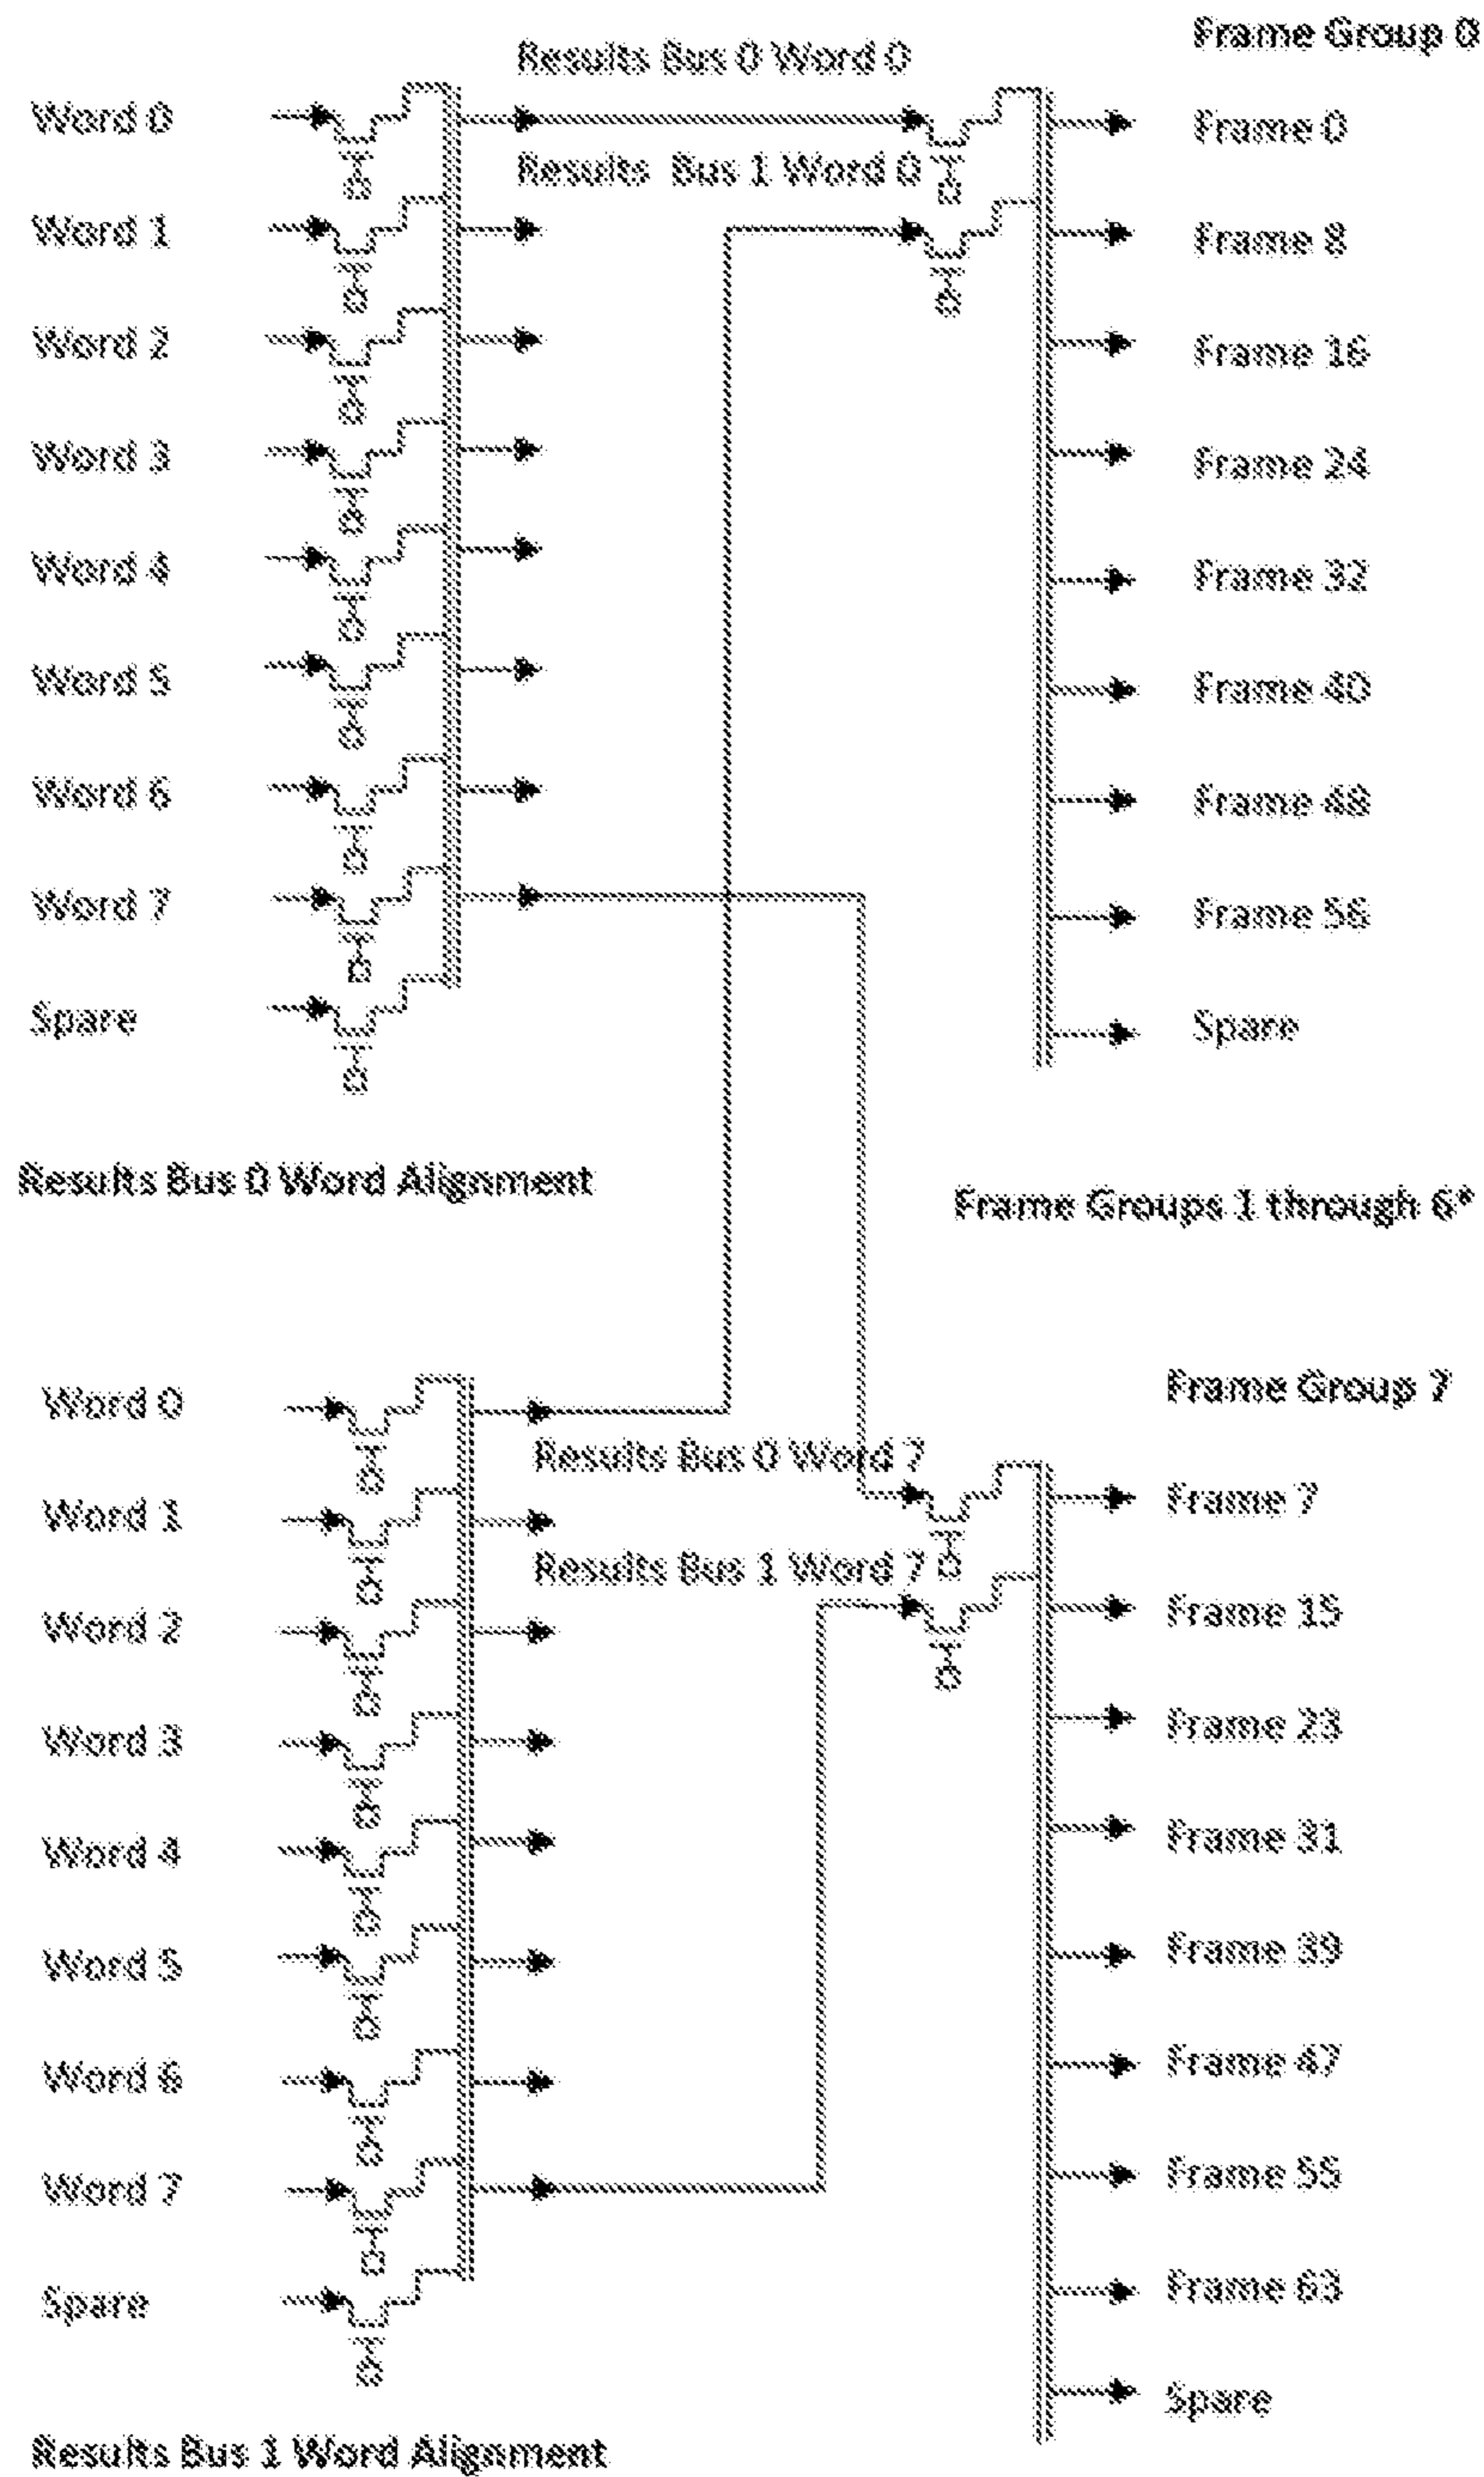 Frame Group 0
Results Bus 0 Word 0
Word 0
Frame 0
Results Bus 1 Word 0
Word 1
Frame 8
Word 2
Frame 16
Word 3
Frame 24
Word 4
Frame 32
Word 5
Frame 40
Word 6
Frame 48
Word 7
Frame 56
Spare
Spare
Results Bus 0 Word Alignment
Frame Groups 1 through 6*
Frame Group 7
Word 0
Results Bus 0 Word 7
Word 1
Frame 7
Results Bus 1 Word 7
Word 2
Frame 15
Word 3
Frame 23
Word 4
Frame 31
Word 5
Frame 39
Word 6
Frame 47
Word 7
Frame 55
Spare
Frame 63
Spare
Results Bus 1 Word Alignment